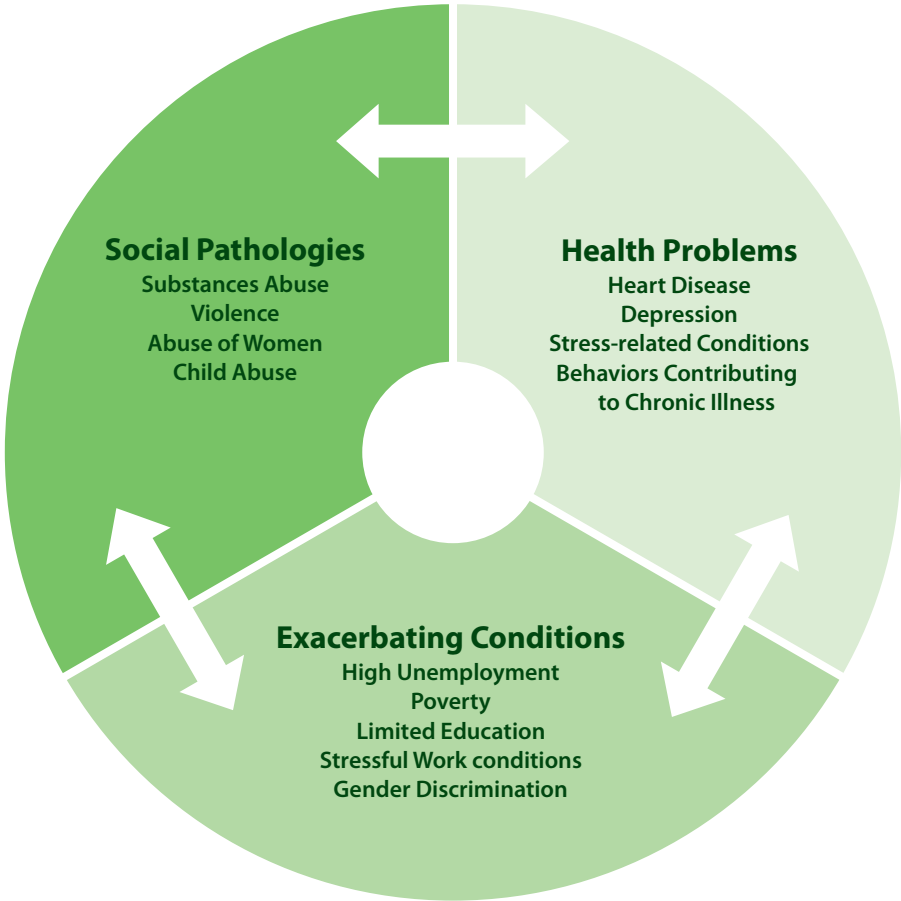 Social Pathologies
Substances Abuse
Violence
Abuse of Women
Child Abuse
Health Problems
Heart Disease
Depression
Stress-related Conditions
Behaviors Contributing
to Chronic Illness
Exacerbating Conditions
High Unemployment
Poverty
Limited Education
Stressful Work conditions
Gender Discrimination